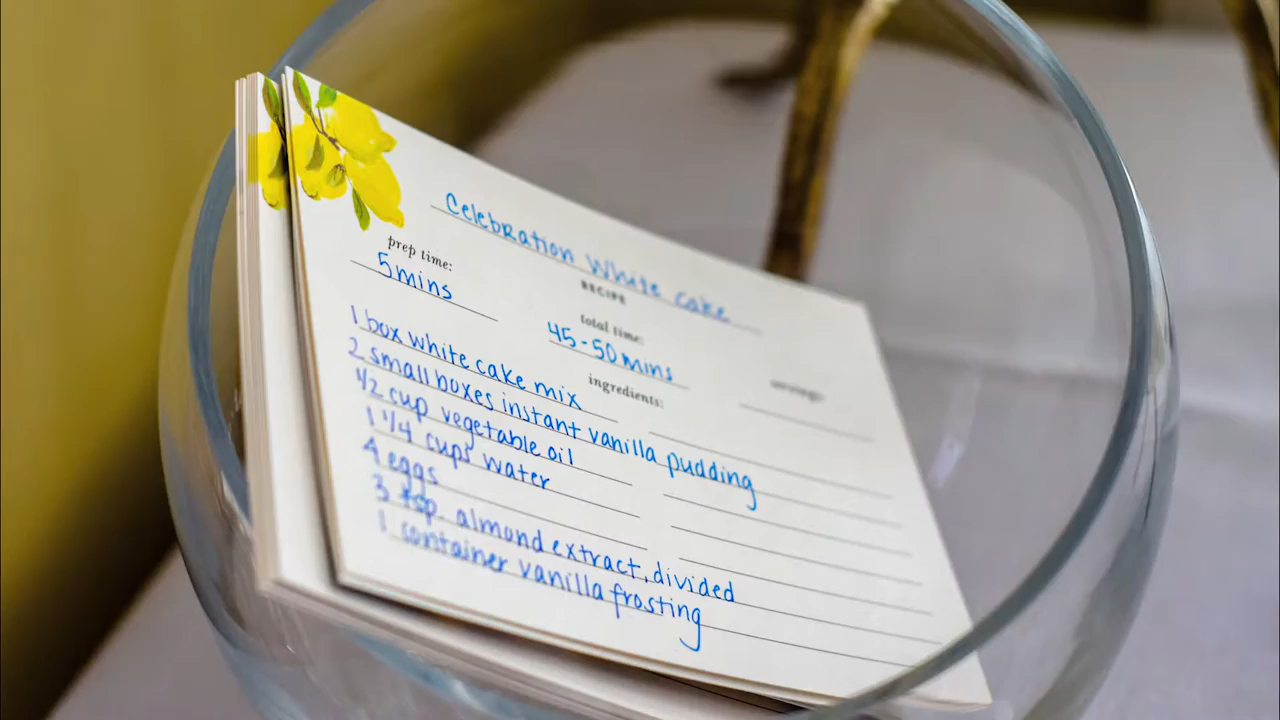 Celebration White cake
RECIPE
prep time:
5mins
total time:
45-50 mins
ingredients:
1 box white cake mix
2 small boxes instant vanilla pudding
1/2 cup vegetable oil
1 1/4 cups water
4 eggs
3 tsp. almond extract, divided
1 container vanilla frosting